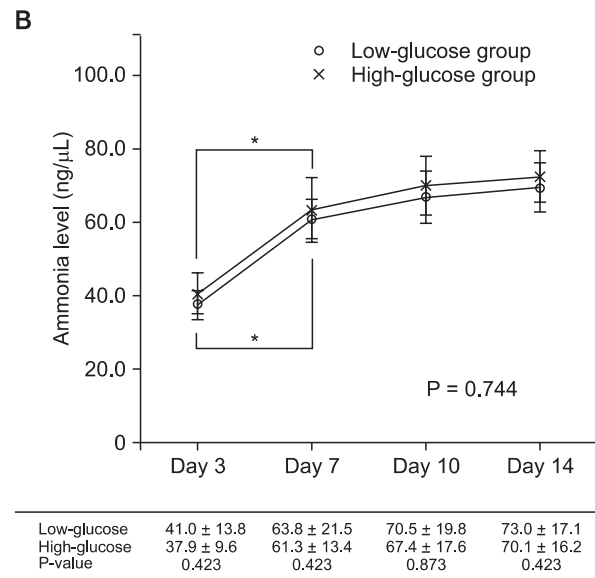 B
Low-glucose group
High-glucose group
Ammonia level (ng/μL)
100.0
80.0
60.0
40.0
20.0
0
*
*
P = 0.744
Day 3 Day 7 Day 10 Day 14
Low-glucose 41.0 ± 13.8 63.8 ± 21.5 70.5 ± 19.8 73.0 ± 17.1
High-glucose 37.9 ± 9.6 61.3 ± 13.4 67.4 ± 17.6 70.1 ± 16.2
P-value 0.423 0.423 0.873 0.423